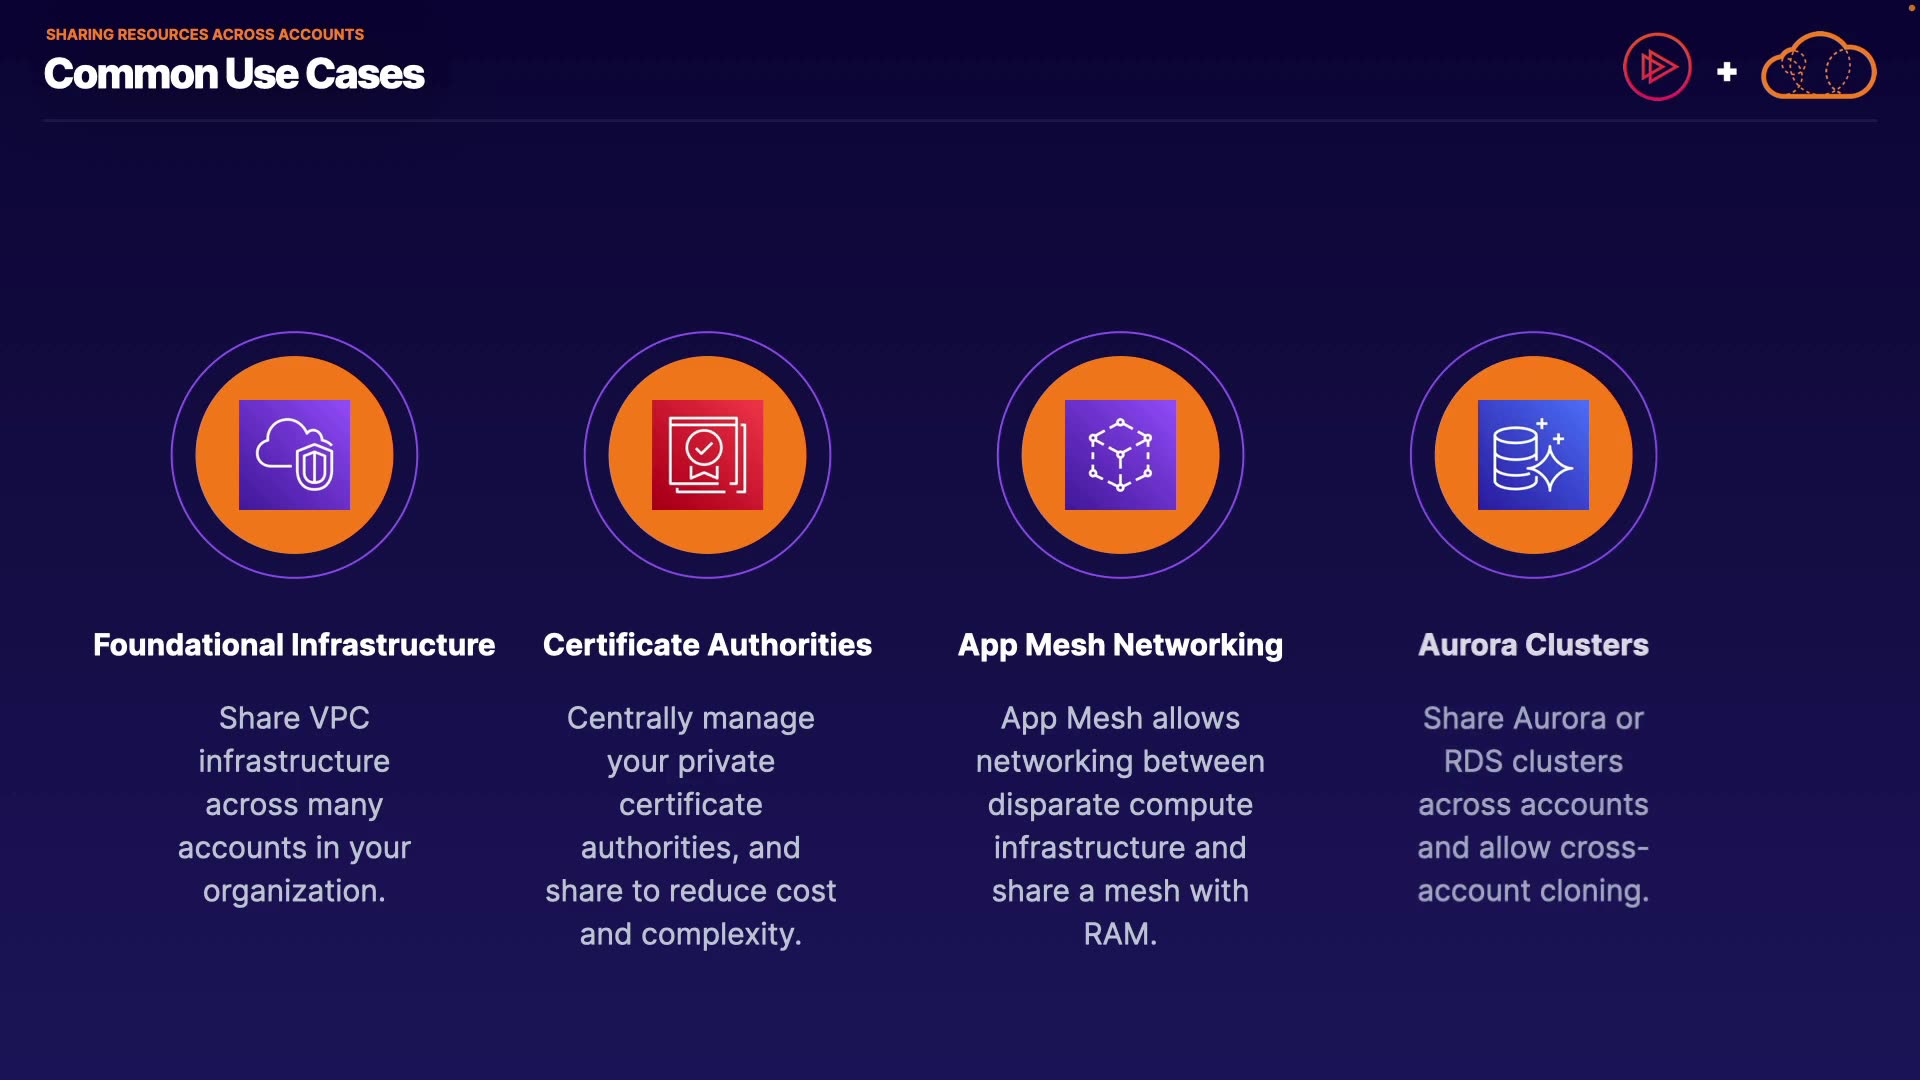 SHARING RESOURCES ACROSS ACCOUNTS
Common Use Cases
Foundational Infrastructure
Share VPC
infrastructure
across many
accounts in your
organization.
Certificate Authorities
Centrally manage
your private
certificate
authorities, and
share to reduce cost
and complexity.
App Mesh Networking
App Mesh allows
networking between
disparate compute
infrastructure and
share a mesh with
RAM.
Aurora Clusters
Share Aurora or
RDS clusters
across accounts
and allow cross-
account cloning.